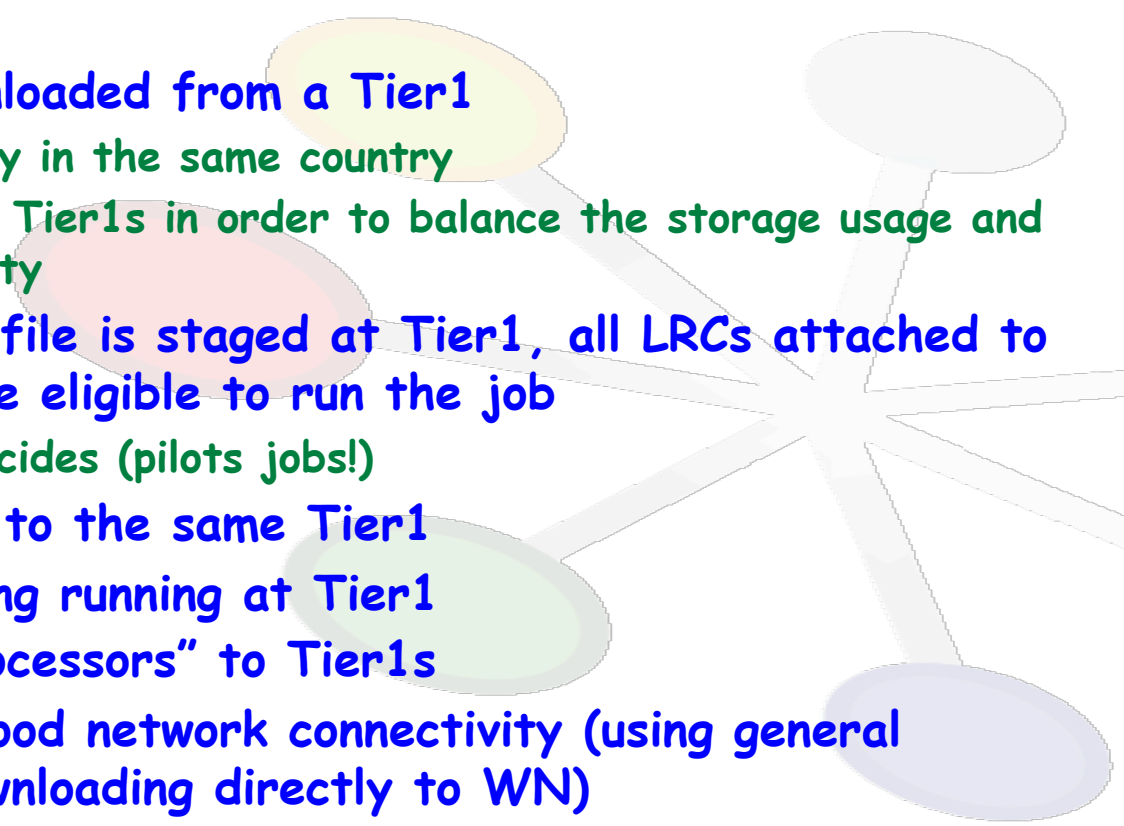 loaded from a Tier1
y in the same country
Tier1s in order to balance the storage usage and
ty
file is staged at Tier1, all LRCs attached to
e eligible to run the job
cides (pilots jobs!)
to the same Tier1
ng running at Tier1
ocessors” to Tier1s
ood network connectivity (using general
wnloading directly to WN)